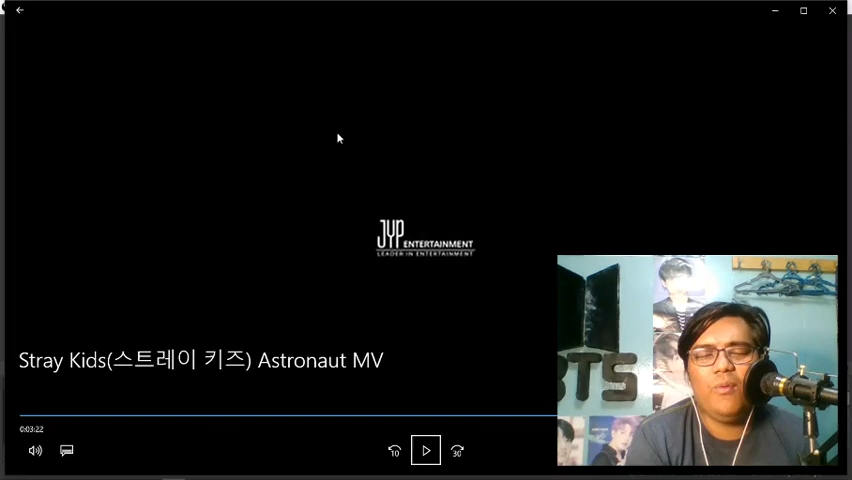 JYP ENTERTAINMENT
LEADER IN ENTERTAINMENT
Stray Kids(스트레이 키즈) Astronaut MV
0:03:22
10
30
BTS